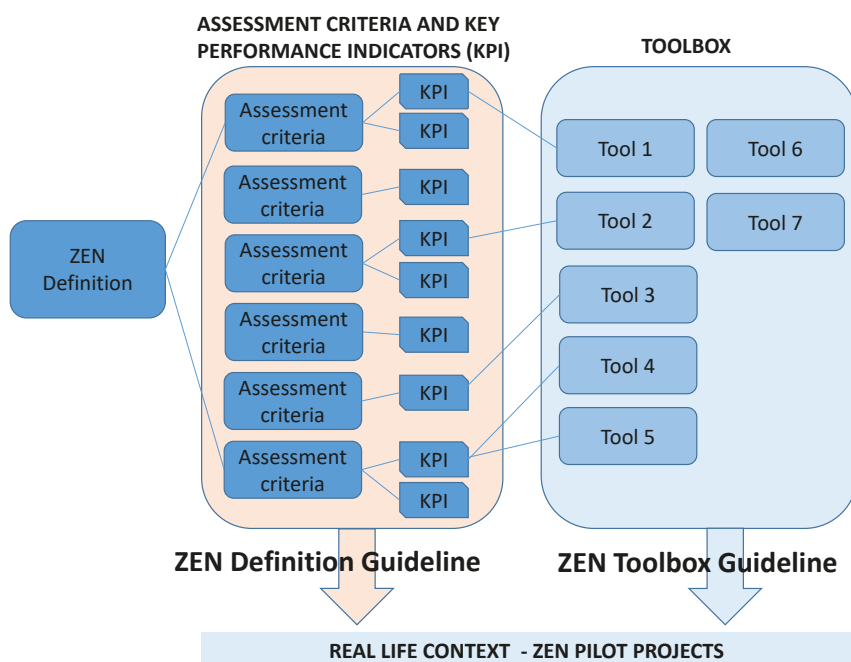 ASSESSMENT CRITERIA AND KEY
PERFORMANCE INDICATORS (KPI)
TOOLBOX
ZEN
Definition
Assessment
criteria
KPI
KPI
Assessment
criteria
KPI
Assessment
criteria
KPI
KPI
Assessment
criteria
KPI
Assessment
criteria
KPI
Assessment
criteria
KPI
KPI
Tool 1
Tool 6
Tool 2
Tool 7
Tool 3
Tool 4
Tool 5
ZEN Definition Guideline
ZEN Toolbox Guideline
REAL LIFE CONTEXT - ZEN PILOT PROJECTS